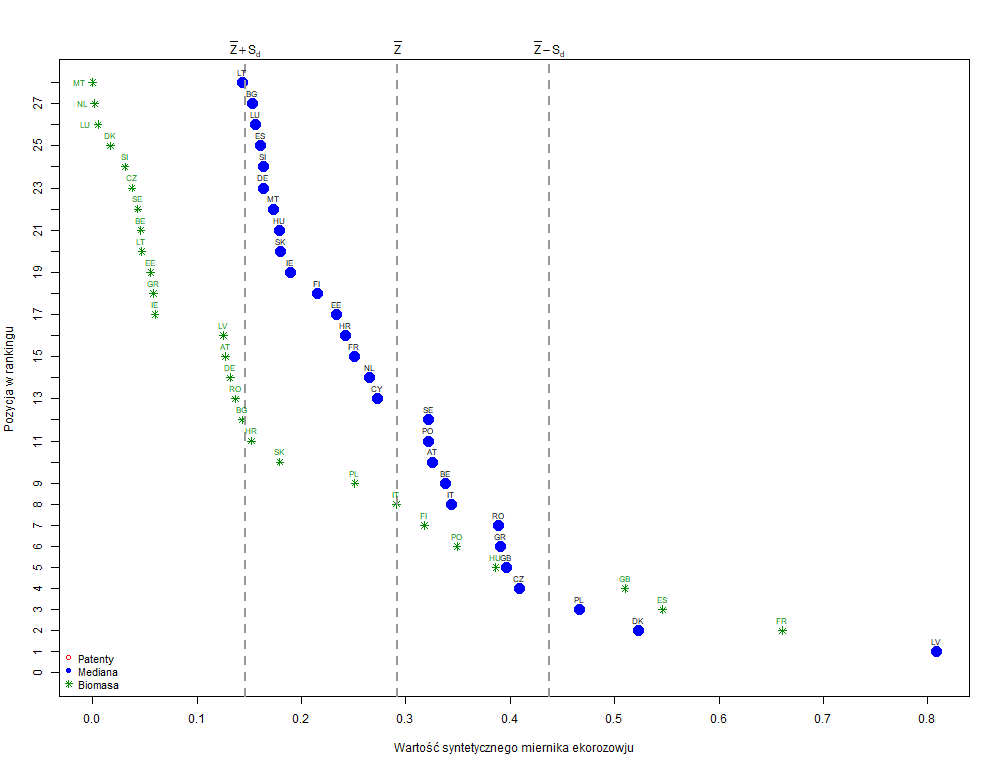 Z̅ + Sd Z̅ Z̅ − Sd
LT
MT
BG
NL
LU
LU
DK
ES
SI
SI
CZ
DE
SE
MT
BE
HU
LT
SK
EE
IE
GR
FI
IE
EE
LV
HR
AT
FR
DE
NL
RO
CY
BG
SE
HR
PO
SK
AT
PL
BE
IT
IT
FI
RO
PO
GR
HU
GB
GB
CZ
ES
PL
FR
DK
LV
27
25
23
21
19
17
15
13
11
9
8
7
6
5
4
3
2
1
0
Pozycja w rankingu
Patenty
Mediana
Biomasa
0.0 0.1 0.2 0.3 0.4 0.5 0.6 0.7 0.8
Wartość syntetycznego miernika ekorozowju